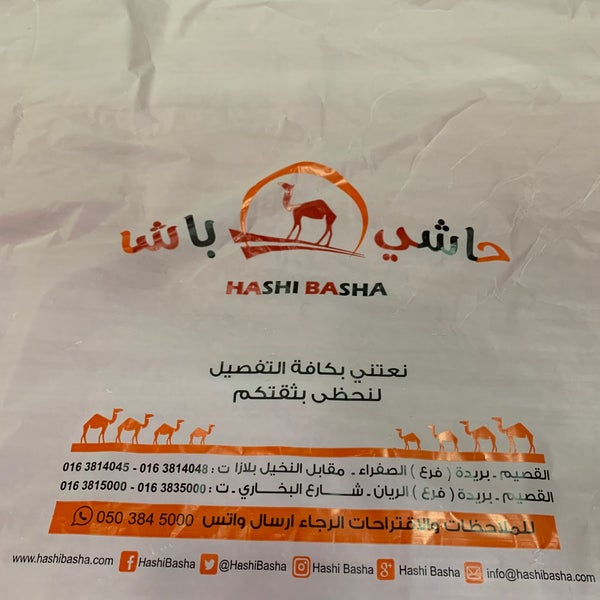 حاشي باشا
HASHI BASHA
نعتني بكافة التفصيل
لنحظى بثقتكم
القصيم - بريدة ( فرع ) الصفراء - مقابل النخيل بلازا ت : 016 3814048 - 016 3814045
القصيم - بريدة ( فرع ) الريان - شارع البخاري - ت : 016 3835000 - 016 3815000
للملاحظات والاقتراحات الرجاء ارسال واتس 050 384 5000
www.hashibasha.com HashiBasha @HashiBasha Hashi Basha Hashi Basha info@hashibasha.com